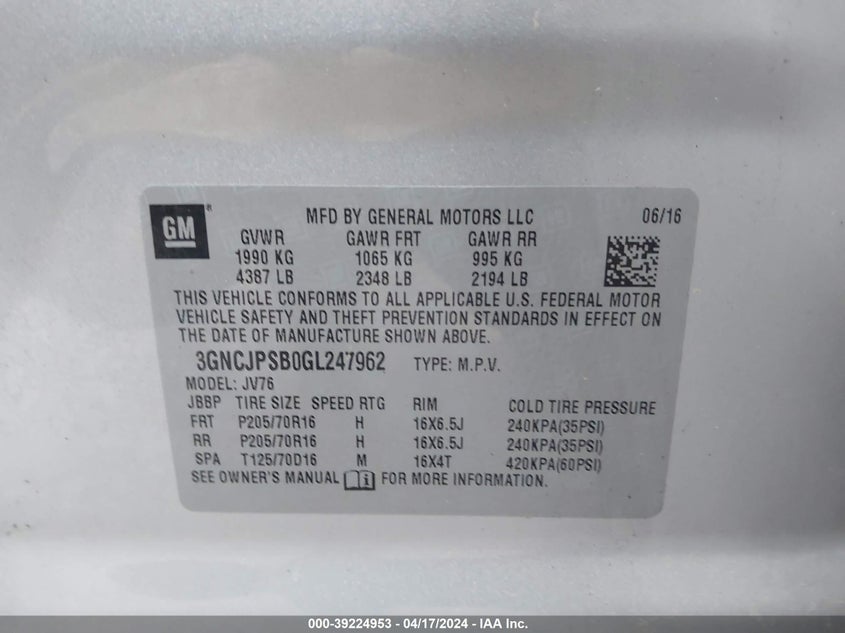 GM ®
MFD BY GENERAL MOTORS LLC 06/16
GVWR GAWR FRT GAWR RR
1990 KG 1065 KG 995 KG
4387 LB 2348 LB 2194 LB
THIS VEHICLE CONFORMS TO ALL APPLICABLE U.S. FEDERAL MOTOR
VEHICLE SAFETY AND THEFT PREVENTION STANDARDS IN EFFECT ON
THE DATE OF MANUFACTURE SHOWN ABOVE.
3GNCJPSB0GL247962 TYPE: M.P.V.
MODEL: JV76
JBBP TIRE SIZE SPEED RTG RIM COLD TIRE PRESSURE
FRT P205/70R16 H 16X6.5J 240KPA(35PSI)
RR P205/70R16 H 16X6.5J 240KPA(35PSI)
SPA T125/70D16 M 16X4T 420KPA(60PSI)
SEE OWNER'S MANUAL i FOR MORE INFORMATION.
000-39224953 - 04/17/2024 - IAA Inc.